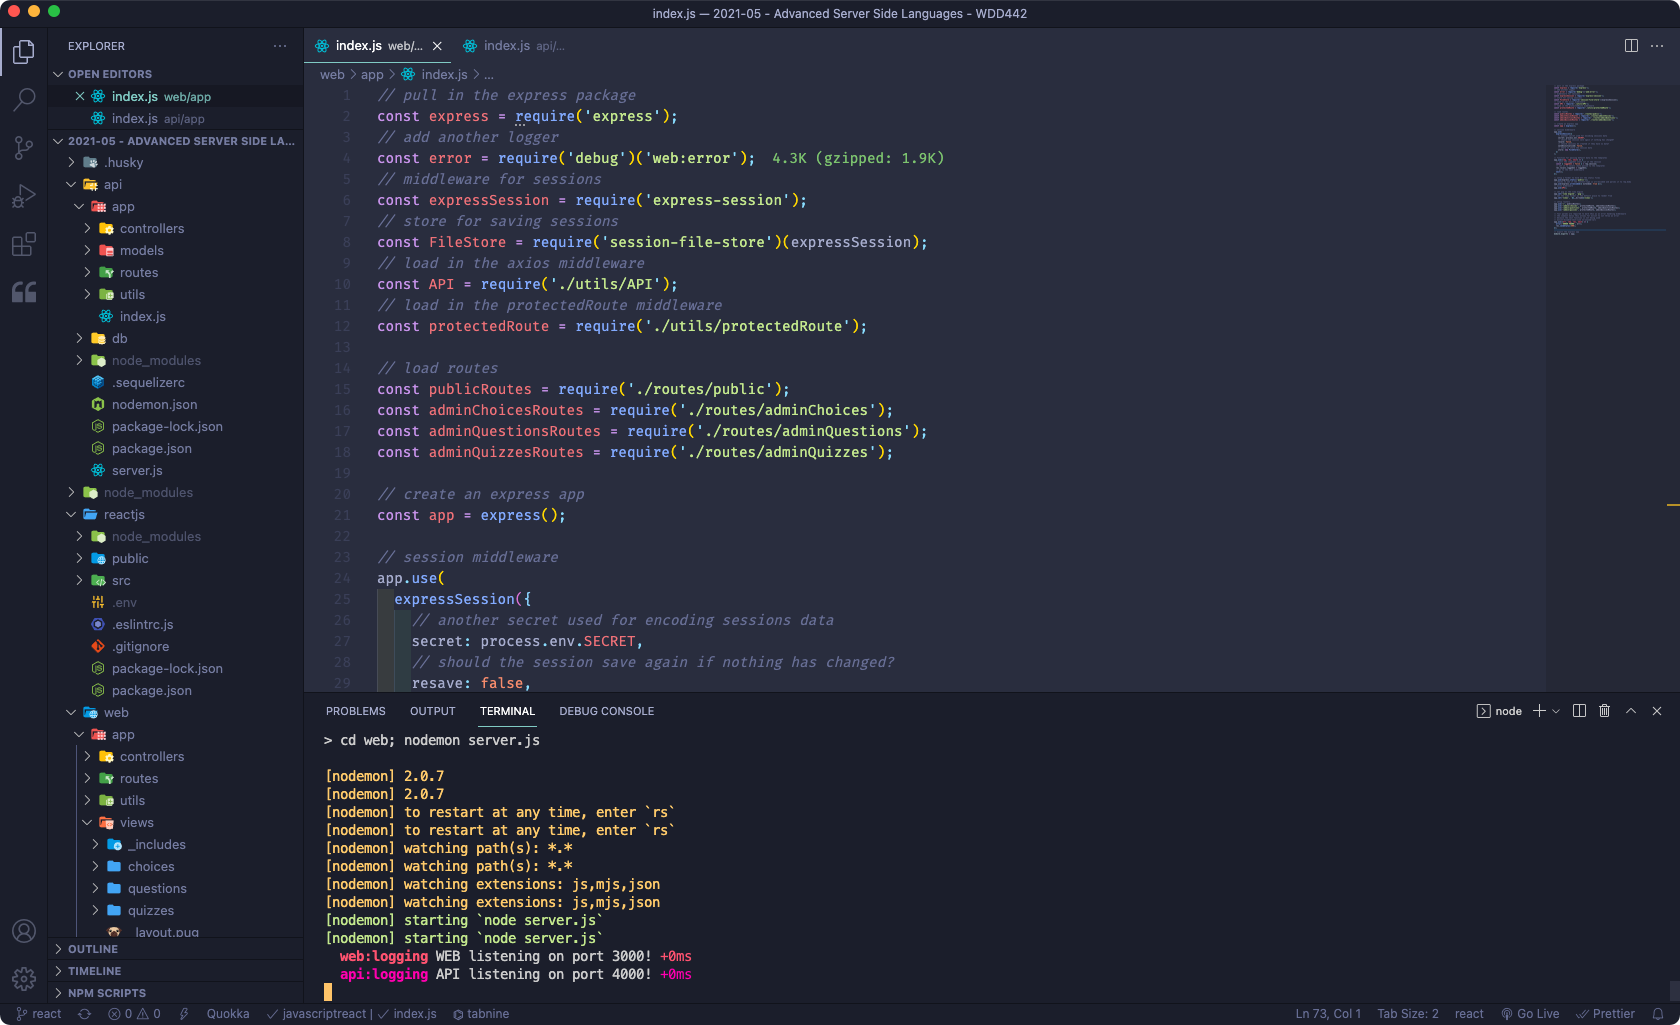 index.js — 2021-05 - Advanced Server Side Languages - WDD442
EXPLORER
OPEN EDITORS
index.js web/app
index.js api/app
2021-05 - ADVANCED SERVER SIDE LA...
.husky
api
app
controllers
models
routes
utils
index.js
db
node_modules
.sequelizerc
nodemon.json
package-lock.json
package.json
server.js
node_modules
reactjs
node_modules
public
src
.env
.eslintrc.js
.gitignore
package-lock.json
package.json
web
app
controllers
routes
utils
views
_includes
choices
questions
quizzes
layout.pug
OUTLINE
TIMELINE
NPM SCRIPTS
index.js web/... index.js api/...
web > app > index.js > ...
1 // pull in the express package
2 const express = require('express');
3 // add another logger
4 const error = require('debug')('web:error'); 4.3K (gzipped: 1.9K)
5 // middleware for sessions
6 const expressSession = require('express-session');
7 // store for saving sessions
8 const FileStore = require('session-file-store')(expressSession);
9 // load in the axios middleware
10 const API = require('./utils/API');
11 // load in the protectedRoute middleware
12 const protectedRoute = require('./utils/protectedRoute');
13
14 // load routes
15 const publicRoutes = require('./routes/public');
16 const adminChoicesRoutes = require('./routes/adminChoices');
17 const adminQuestionsRoutes = require('./routes/adminQuestions');
18 const adminQuizzesRoutes = require('./routes/adminQuizzes');
19
20 // create an express app
21 const app = express();
22
23 // session middleware
24 app.use(
25 expressSession({
26 // another secret used for encoding sessions data
27 secret: process.env.SECRET,
28 // should the session save again if nothing has changed?
29 resave: false,
PROBLEMS OUTPUT TERMINAL DEBUG CONSOLE node
> cd web; nodemon server.js
[nodemon] 2.0.7
[nodemon] 2.0.7
[nodemon] to restart at any time, enter `rs`
[nodemon] to restart at any time, enter `rs`
[nodemon] watching path(s): *.*
[nodemon] watching path(s): *.*
[nodemon] watching extensions: js,mjs,json
[nodemon] watching extensions: js,mjs,json
[nodemon] starting `node server.js`
[nodemon] starting `node server.js`
web:logging WEB listening on port 3000! +0ms
api:logging API listening on port 4000! +0ms
react 0 0 Quokka javascriptreact | index.js tabnine Ln 73, Col 1 Tab Size: 2 react Go Live Prettier